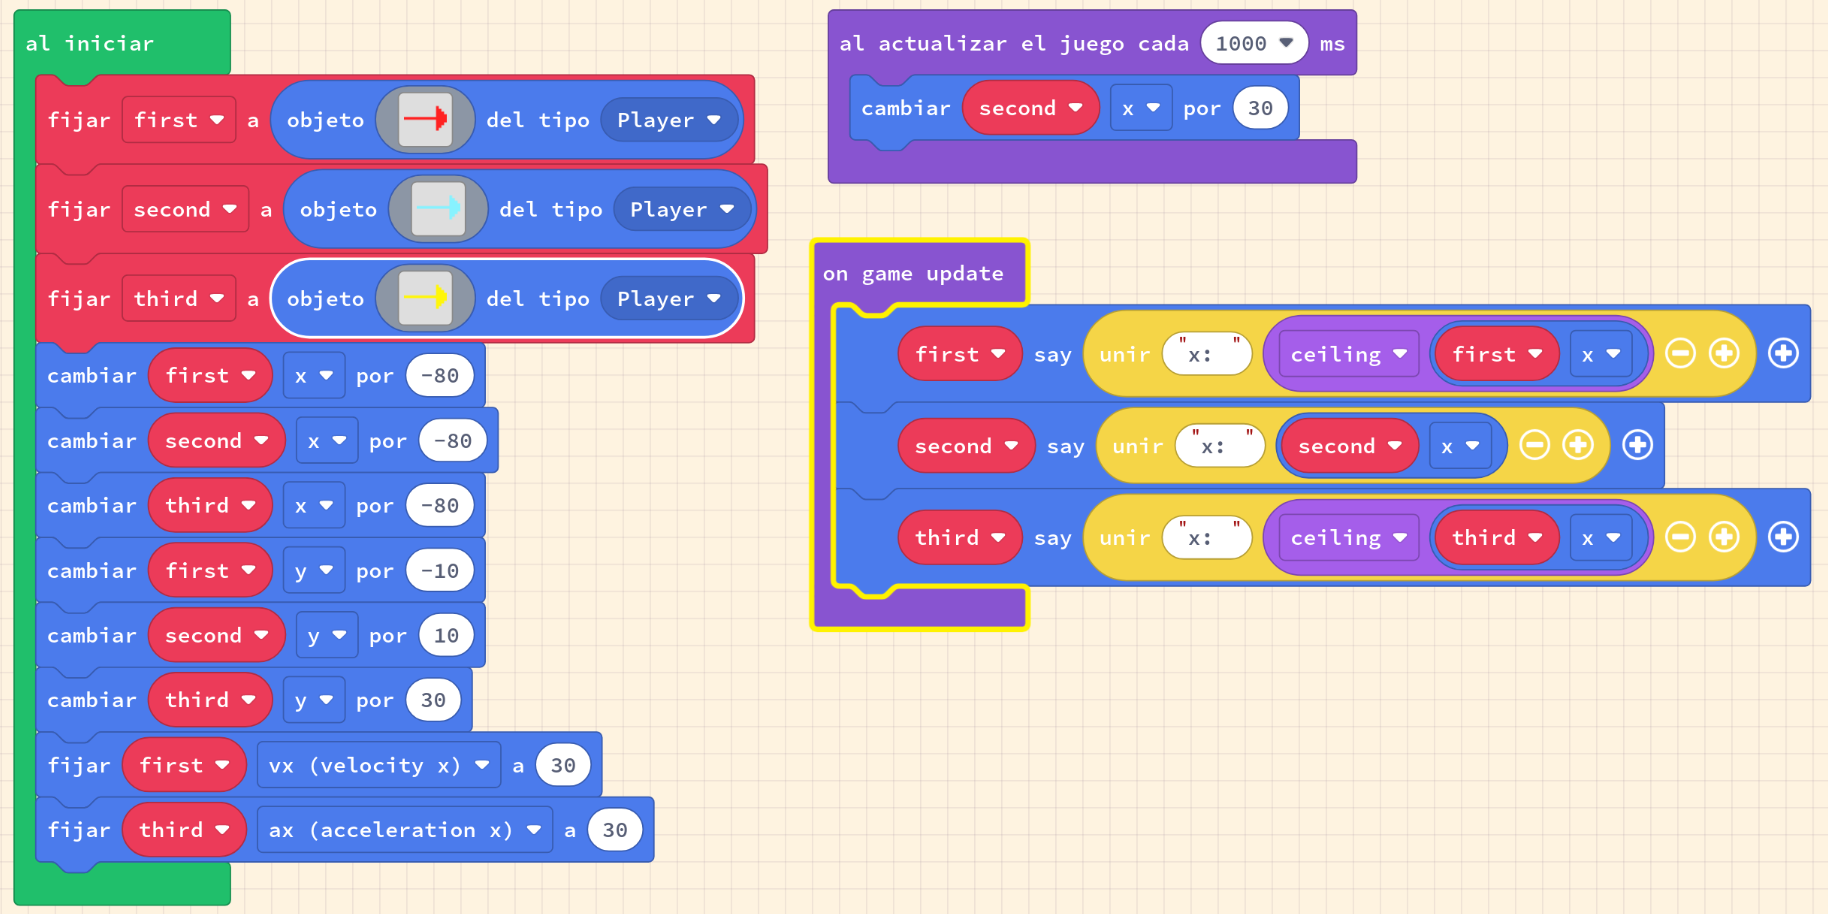 al iniciar
fijar first a objeto del tipo Player
fijar second a objeto del tipo Player
fijar third a objeto del tipo Player
cambiar first x por -80
cambiar second x por -80
cambiar third x por -80
cambiar first y por -10
cambiar second y por 10
cambiar third y por 30
fijar first vx (velocity x) a 30
fijar third ax (acceleration x) a 30
al actualizar el juego cada 1000 ms
cambiar second x por 30
on game update
first say unir "x: " ceiling first x
second say unir "x: " second x
third say unir "x: " ceiling third x